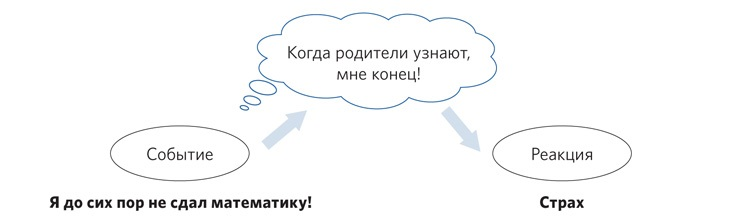 Когда родители узнают,
мне конец!
Событие
Реакция
Я до сих пор не сдал математику!
Страх